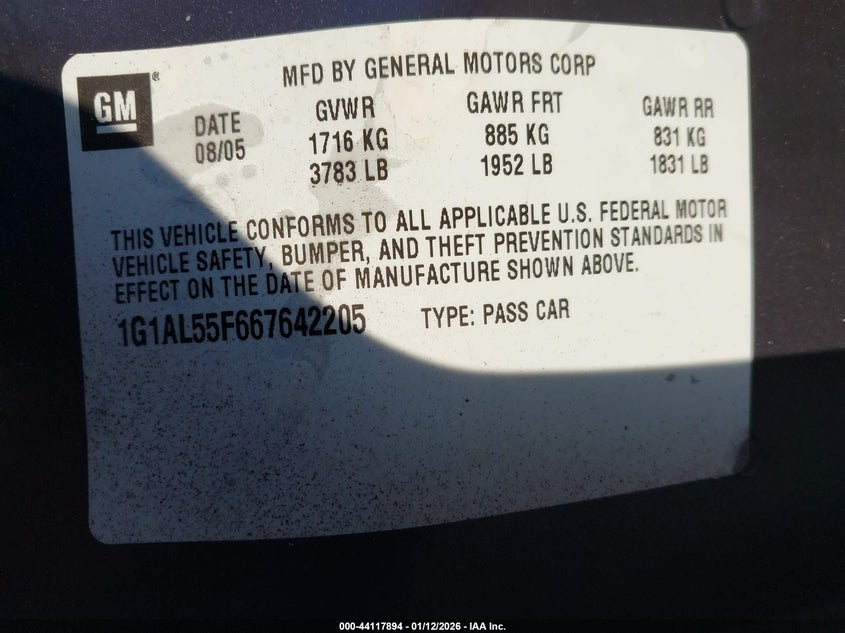 MFD BY GENERAL MOTORS CORP
GM ®
DATE GVWR GAWR FRT GAWR RR
08/05 1716 KG 885 KG 831 KG
3783 LB 1952 LB 1831 LB
THIS VEHICLE CONFORMS TO ALL APPLICABLE U.S. FEDERAL MOTOR
VEHICLE SAFETY, BUMPER, AND THEFT PREVENTION STANDARDS IN
EFFECT ON THE DATE OF MANUFACTURE SHOWN ABOVE.
1G1AL55F667642205 TYPE: PASS CAR
000-44117894 - 01/12/2026 - IAA Inc.